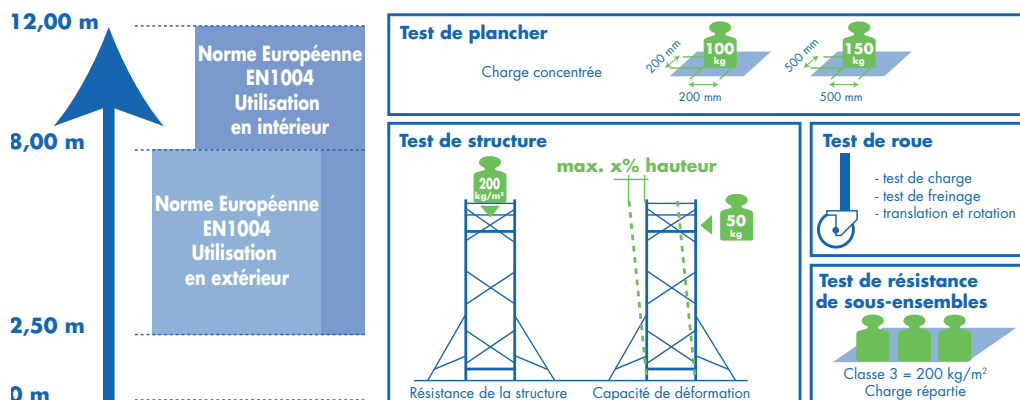 12,00 m
Norme Européenne
EN1004
Utilisation
en intérieur
8,00 m
Norme Européenne
EN1004
Utilisation
en extérieur
2,50 m
0 m
Test de plancher
Charge concentrée
200 mm
100
kg
200 mm
500 mm
150
kg
500 mm
Test de structure
max. x% hauteur
200
kg/m²
50
kg
Résistance de la structure
Capacité de déformation
Test de roue
- test de charge
- test de freinage
- translation et rotation
Test de résistance
de sous-ensembles
Classe 3 = 200 kg/m²
Charge répartie